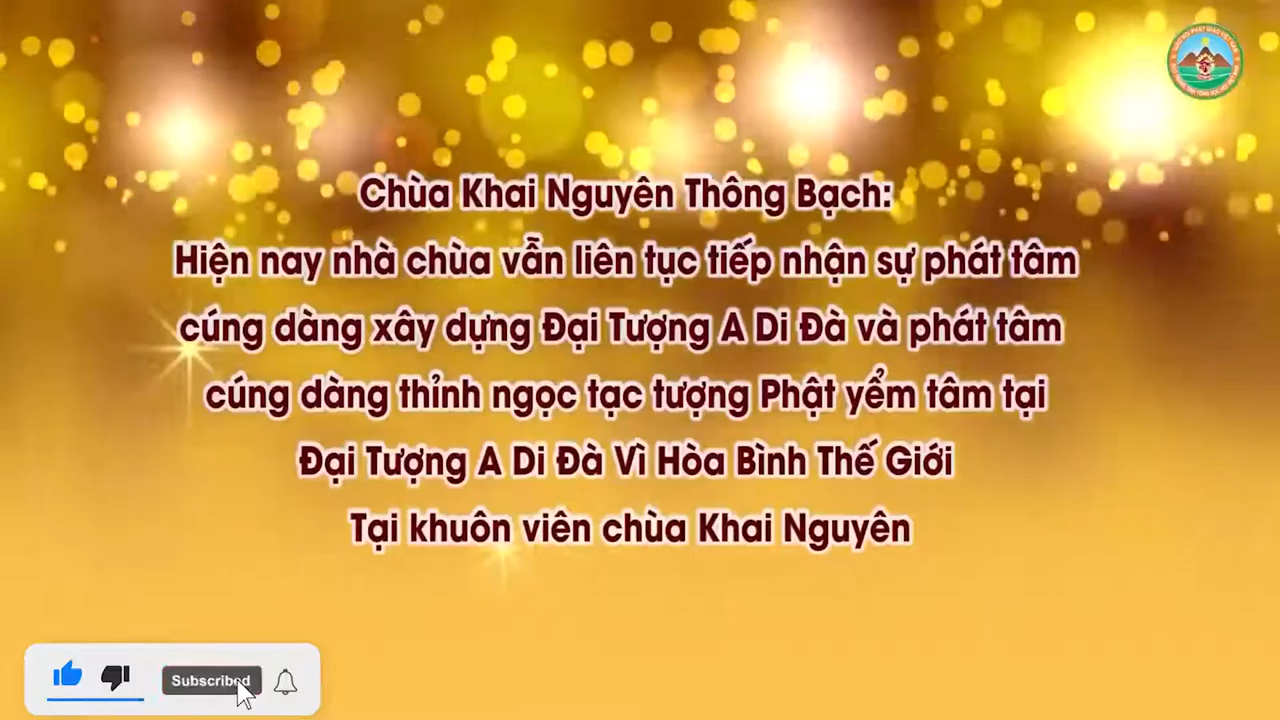 Chùa Khai Nguyên Thông Bạch:
Hiện nay nhà chùa vẫn liên tục tiếp nhận sự phát tâm
cúng dàng xây dựng Đại Tượng A Di Đà và phát tâm
cúng dàng thỉnh ngọc tạc tượng Phật yểm tâm tại
Đại Tượng A Di Đà Vì Hòa Bình Thế Giới
Tại khuôn viên chùa Khai Nguyên
Subscribed